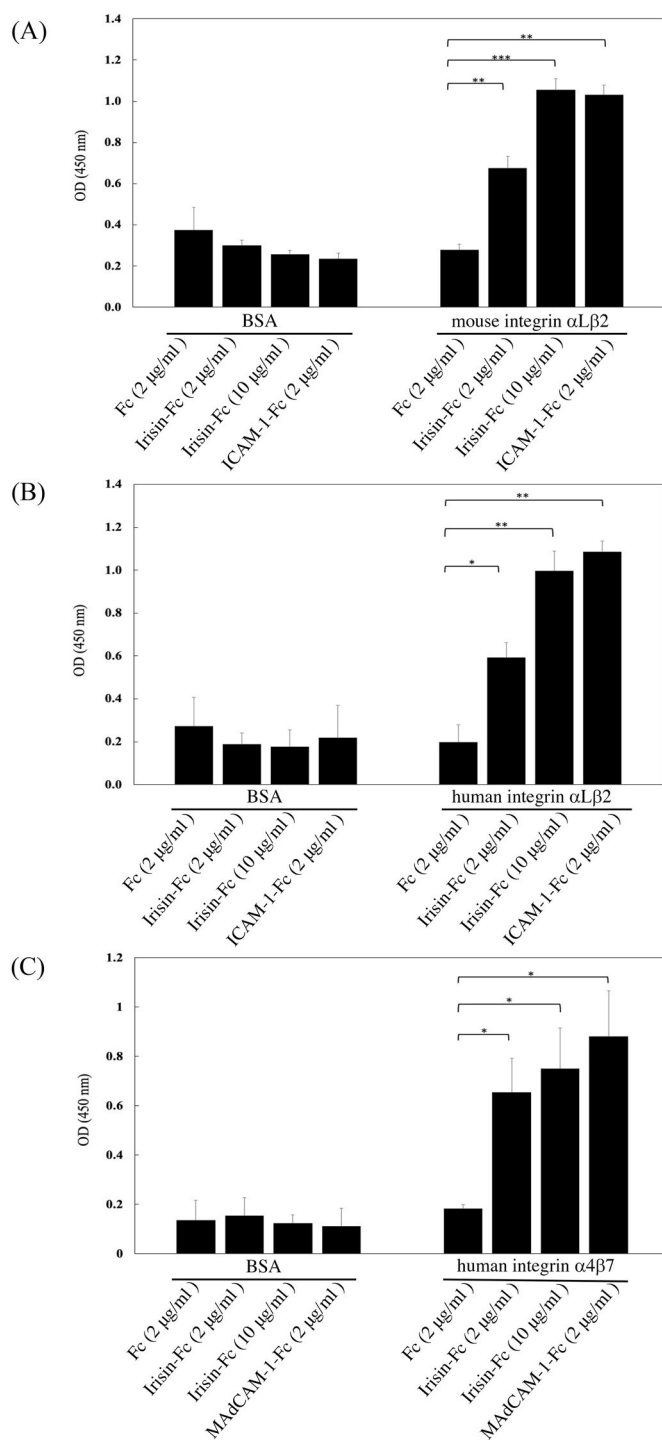 (A)
OD (450 nm)
1.4
1.2
1.0
0.8
0.6
0.4
0.2
0.0
**
***
**
BSA
mouse integrin αLβ2
Fc (2 µg/ml)
Irisin-Fc (2 µg/ml)
Irisin-Fc (10 µg/ml)
ICAM-1-Fc (2 µg/ml)
Fc (2 µg/ml)
Irisin-Fc (2 µg/ml)
Irisin-Fc (10 µg/ml)
ICAM-1-Fc (2 µg/ml)
(B)
OD (450 nm)
1.4
1.2
1.0
0.8
0.6
0.4
0.2
0.0
**
**
*
BSA
human integrin αLβ2
Fc (2 µg/ml)
Irisin-Fc (2 µg/ml)
Irisin-Fc (10 µg/ml)
ICAM-1-Fc (2 µg/ml)
Fc (2 µg/ml)
Irisin-Fc (2 µg/ml)
Irisin-Fc (10 µg/ml)
ICAM-1-Fc (2 µg/ml)
(C)
OD (450 nm)
1.2
1
0.8
0.6
0.4
0.2
0
*
*
*
BSA
human integrin α4β7
Fc (2 µg/ml)
Irisin-Fc (2 µg/ml)
Irisin-Fc (10 µg/ml)
MAdCAM-1-Fc (2 µg/ml)
Fc (2 µg/ml)
Irisin-Fc (2 µg/ml)
Irisin-Fc (10 µg/ml)
MAdCAM-1-Fc (2 µg/ml)